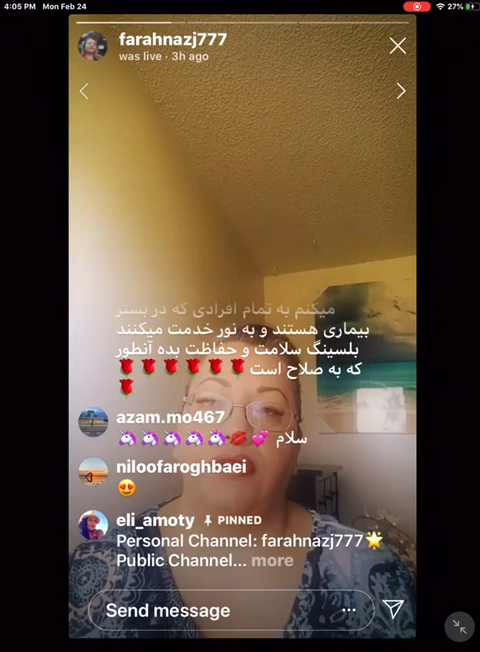 4:05 PM Mon Feb 24
27%
farahnazj777
was live · 3h ago
میکنم به تمام افرادی که در بستر
بیماری هستند و به نور خدمت میکنند
بلسینگ سلامت و حفاظت بده آنطور
که به صلاح است 🌹🌹🌹🌹🌹🌹
🌹
azam.mo467
سلام 💞💋🦄🦄🦄🦄🦄
niloofaroghbaei
😍
eli_amoty PINNED
Personal Channel: farahnazj777🌟
Public Channel... more
Send message